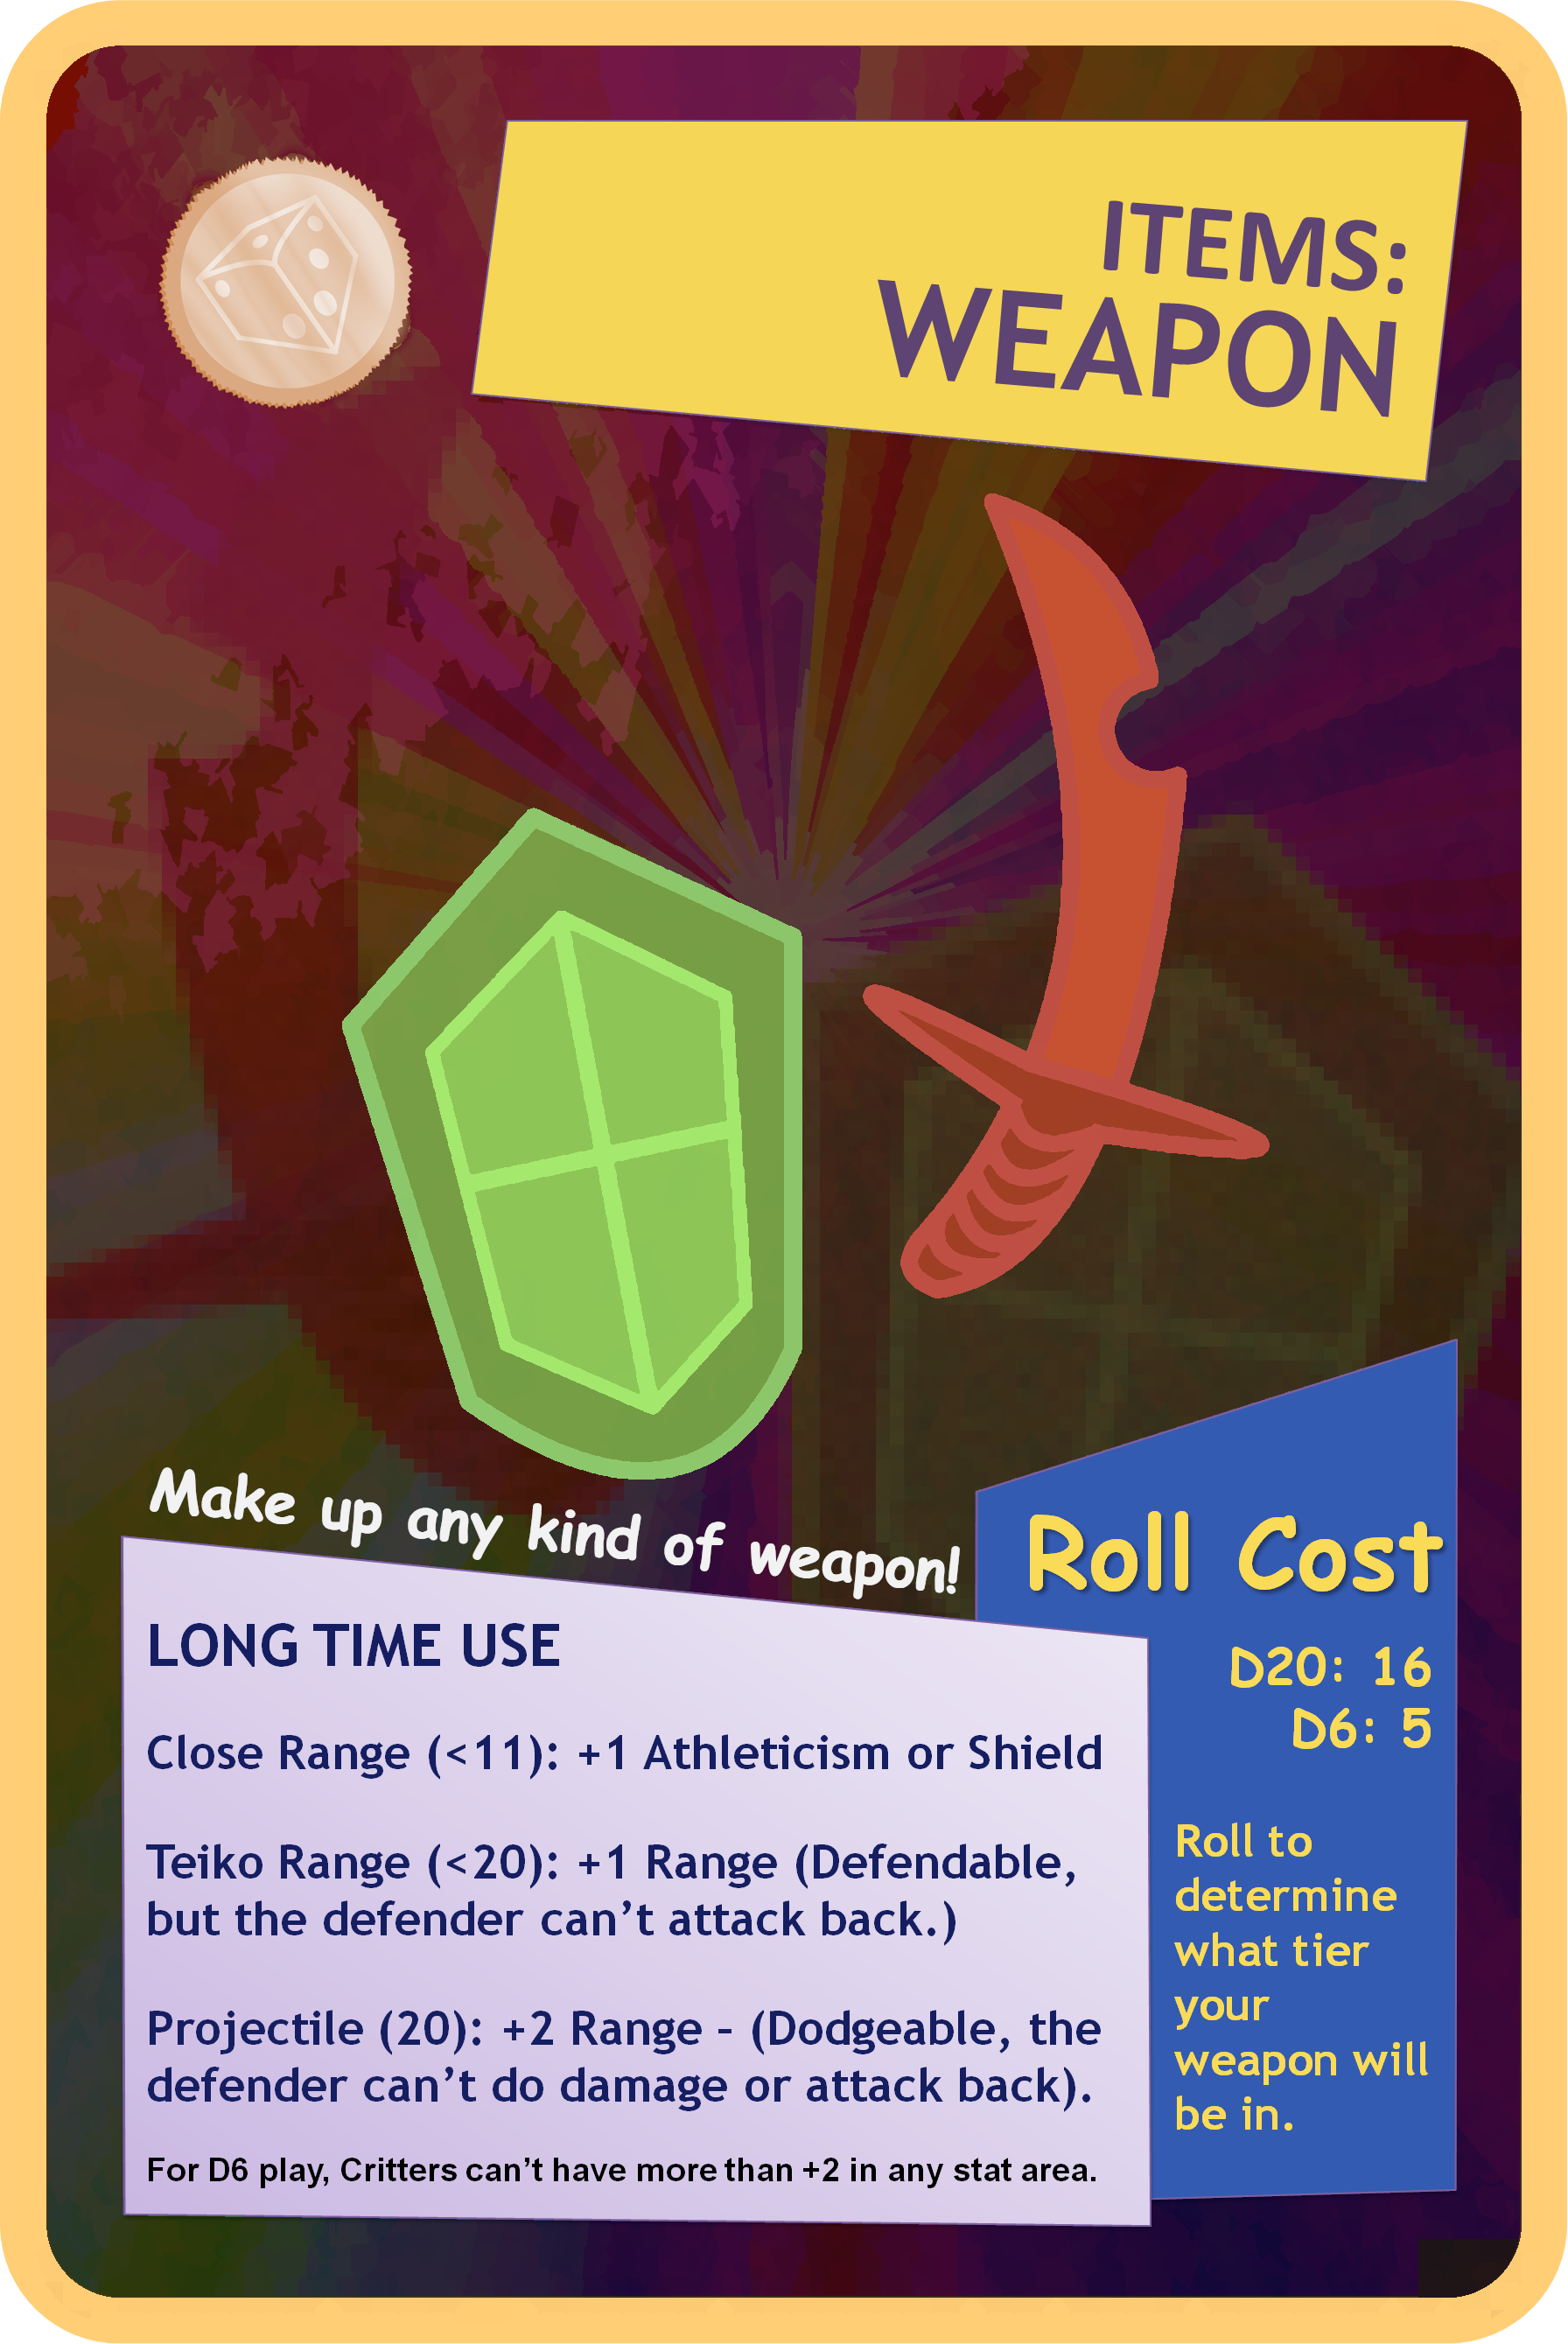 ITEMS:
WEAPON
Make up any kind of weapon!
LONG TIME USE
Close Range (<11): +1 Athleticism or Shield
Teiko Range (<20): +1 Range (Defendable,
but the defender can’t attack back.)
Projectile (20): +2 Range – (Dodgeable, the
defender can’t do damage or attack back).
For D6 play, Critters can’t have more than +2 in any stat area.
Roll Cost
D20: 16
D6: 5
Roll to
determine
what tier
your
weapon will
be in.